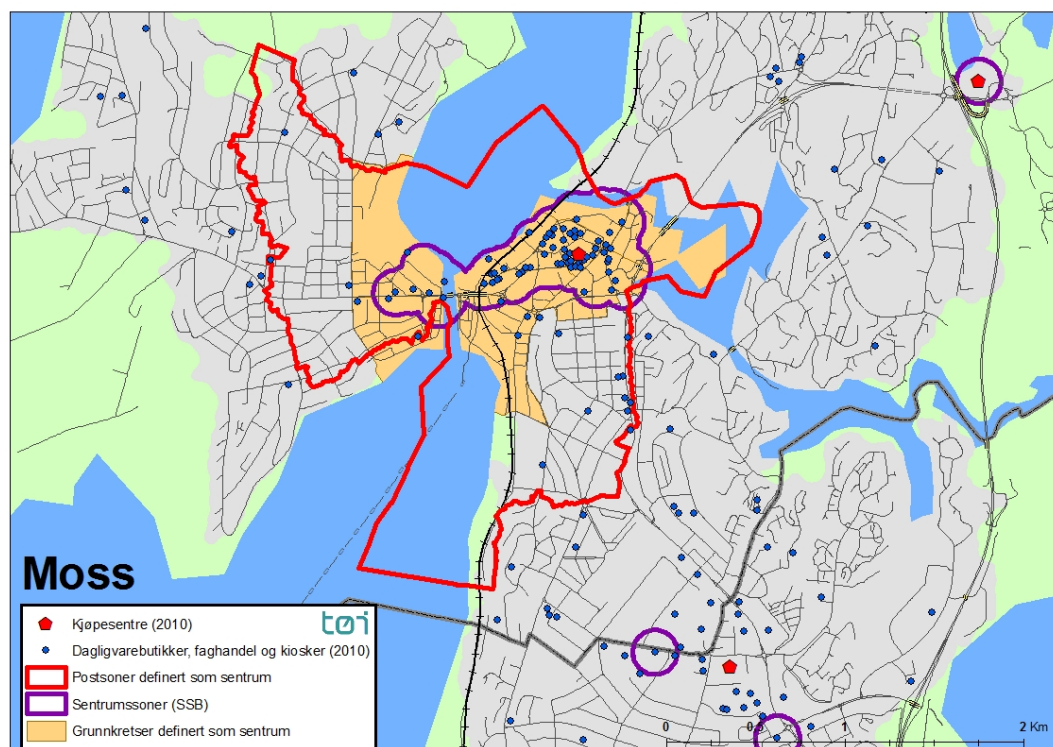 Moss
tøi
Kjøpesentre (2010)
Dagligvarebutikker, faghandel og kiosker (2010)
Postsoner definert som sentrum
Sentrumssoner (SSB)
Grunnkretser definert som sentrum
0 1 2 Km